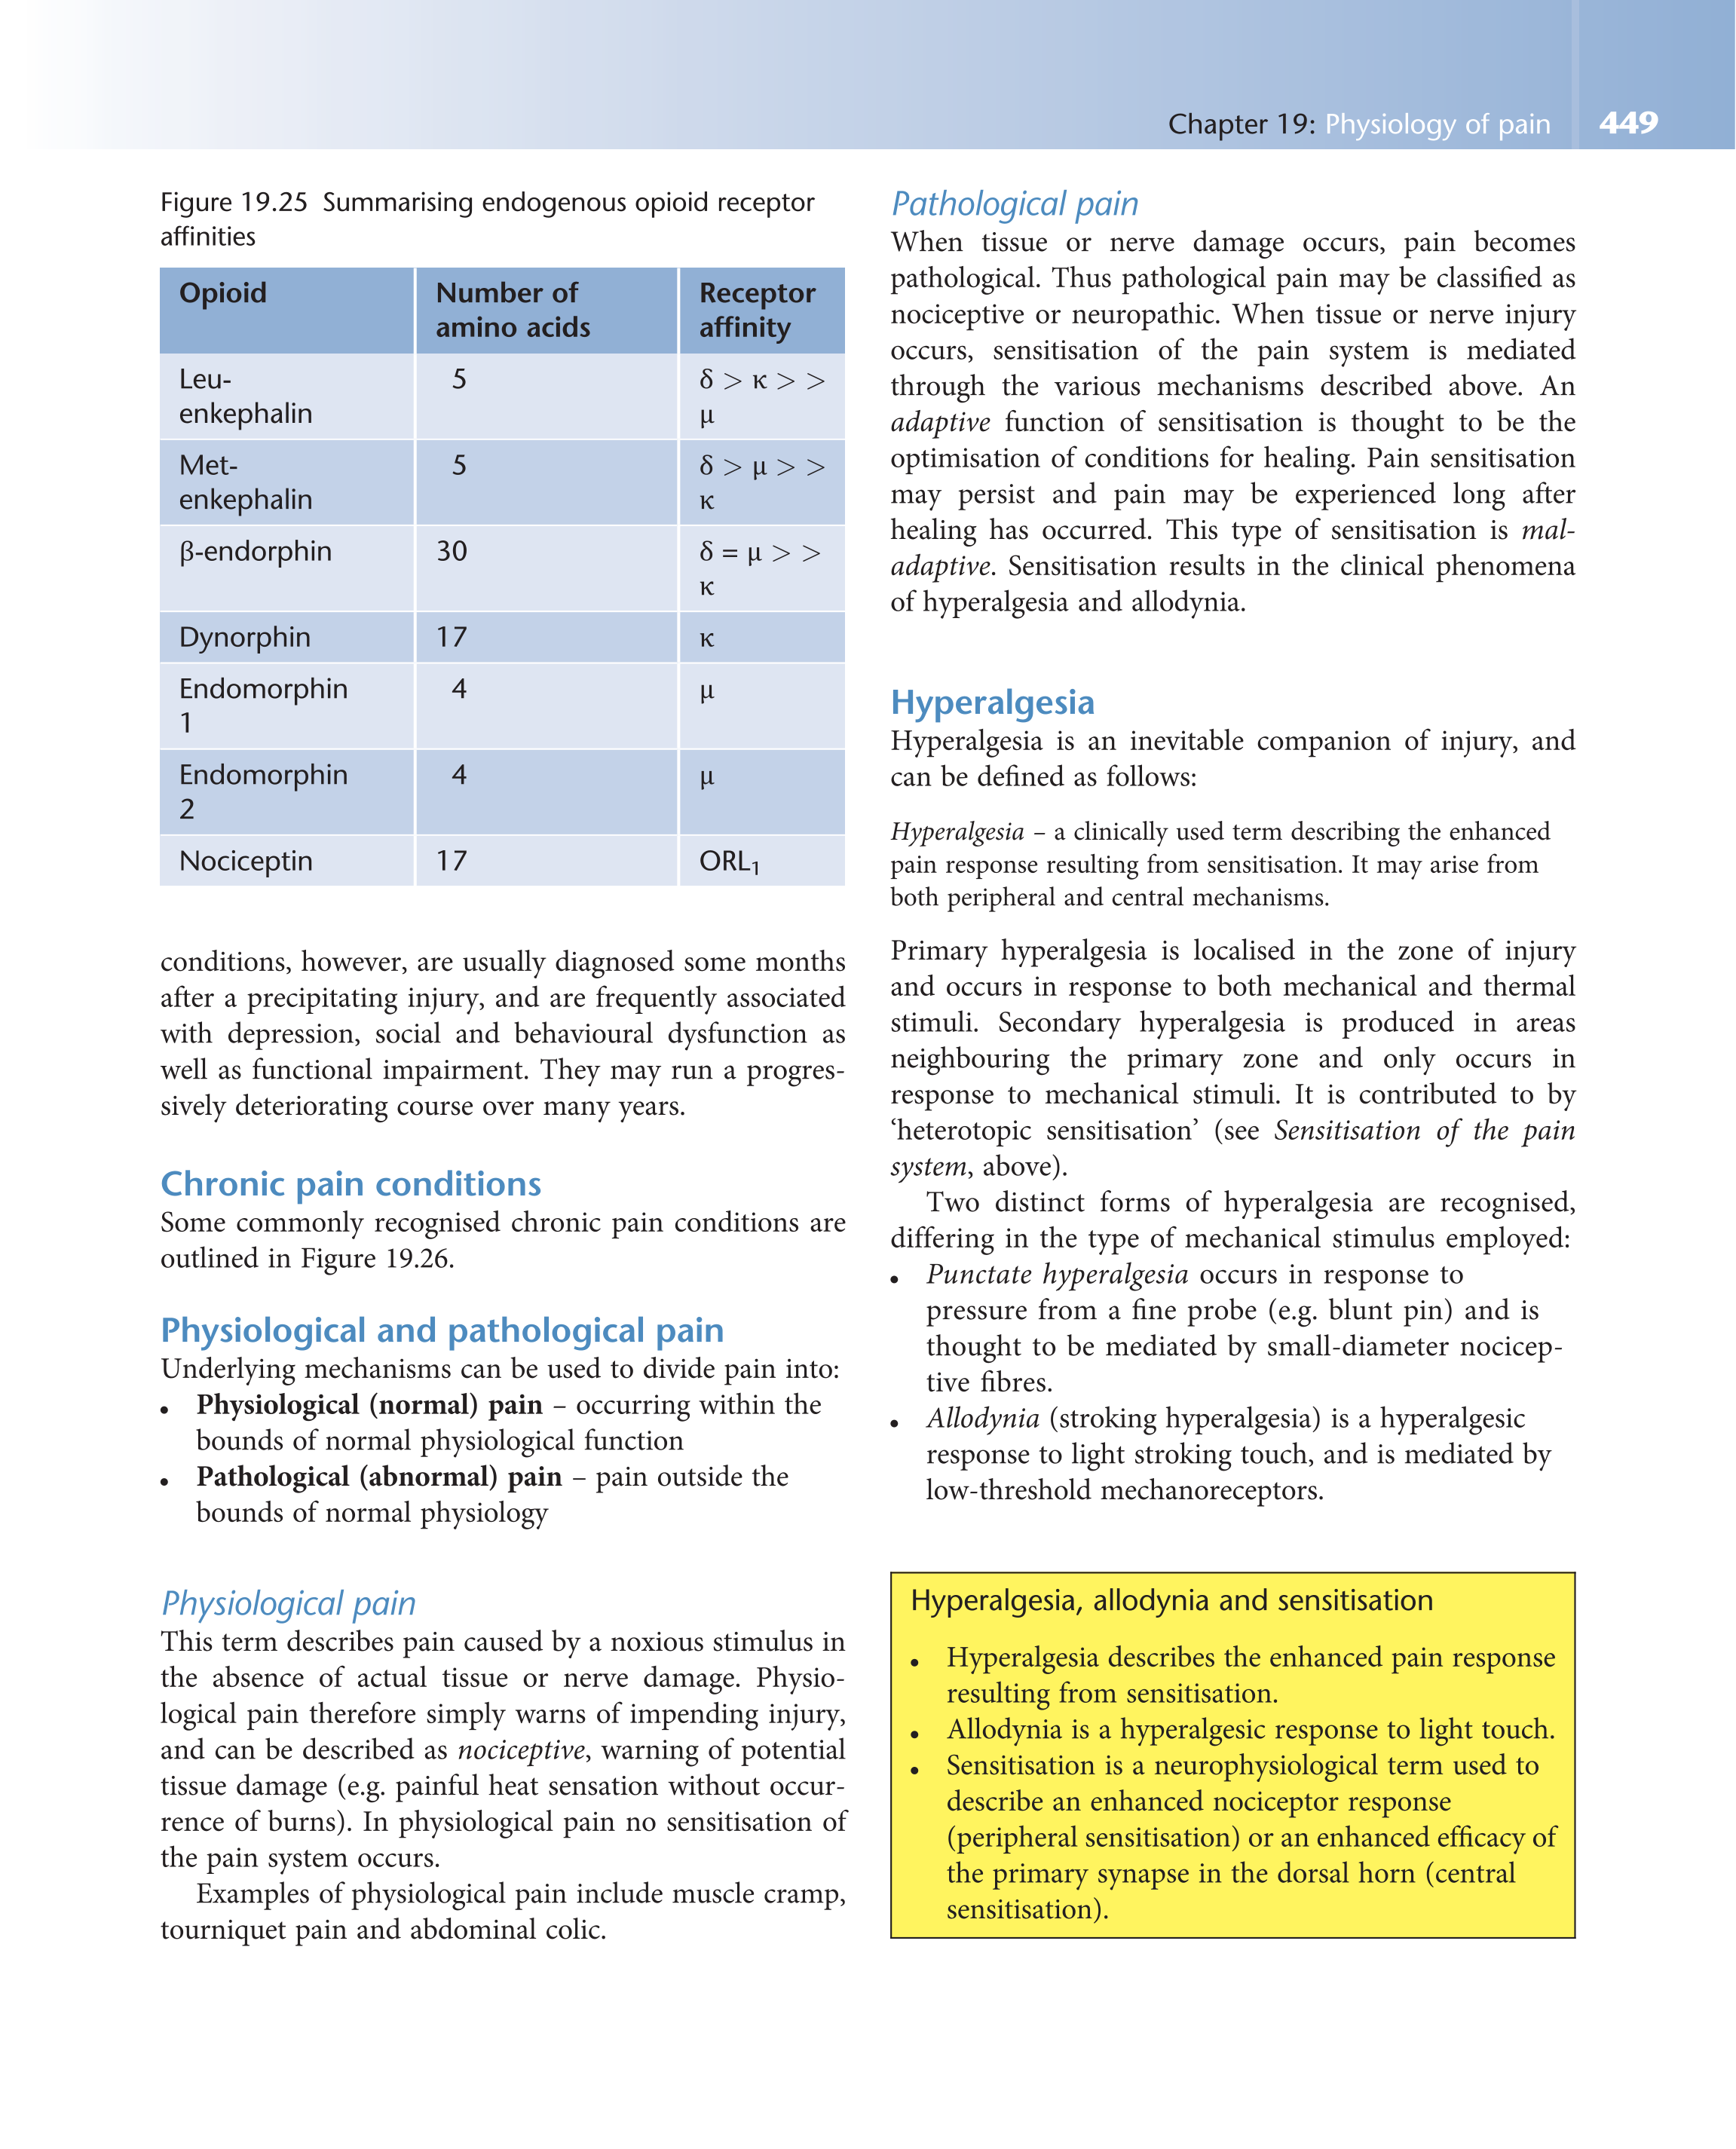 Chapter 19: Physiology of pain 449
Figure 19.25 Summarising endogenous opioid receptor
affinities
Opioid
Number of
amino acids
Receptor
affinity
Leu-
enkephalin
5
δ > κ > >
μ
Met-
enkephalin
5
δ > μ > >
κ
β-endorphin
30
δ = μ > >
κ
Dynorphin
17
κ
Endomorphin
1
4
μ
Endomorphin
2
4
μ
Nociceptin
17
ORL₁
conditions, however, are usually diagnosed some months
after a precipitating injury, and are frequently associated
with depression, social and behavioural dysfunction as
well as functional impairment. They may run a progres-
sively deteriorating course over many years.
Chronic pain conditions
Some commonly recognised chronic pain conditions are
outlined in Figure 19.26.
Physiological and pathological pain
Underlying mechanisms can be used to divide pain into:
• Physiological (normal) pain – occurring within the
bounds of normal physiological function
• Pathological (abnormal) pain – pain outside the
bounds of normal physiology
Physiological pain
This term describes pain caused by a noxious stimulus in
the absence of actual tissue or nerve damage. Physio-
logical pain therefore simply warns of impending injury,
and can be described as nociceptive, warning of potential
tissue damage (e.g. painful heat sensation without occur-
rence of burns). In physiological pain no sensitisation of
the pain system occurs.
Examples of physiological pain include muscle cramp,
tourniquet pain and abdominal colic.
Pathological pain
When tissue or nerve damage occurs, pain becomes
pathological. Thus pathological pain may be classified as
nociceptive or neuropathic. When tissue or nerve injury
occurs, sensitisation of the pain system is mediated
through the various mechanisms described above. An
adaptive function of sensitisation is thought to be the
optimisation of conditions for healing. Pain sensitisation
may persist and pain may be experienced long after
healing has occurred. This type of sensitisation is mal-
adaptive. Sensitisation results in the clinical phenomena
of hyperalgesia and allodynia.
Hyperalgesia
Hyperalgesia is an inevitable companion of injury, and
can be defined as follows:
Hyperalgesia – a clinically used term describing the enhanced
pain response resulting from sensitisation. It may arise from
both peripheral and central mechanisms.
Primary hyperalgesia is localised in the zone of injury
and occurs in response to both mechanical and thermal
stimuli. Secondary hyperalgesia is produced in areas
neighbouring the primary zone and only occurs in
response to mechanical stimuli. It is contributed to by
‘heterotopic sensitisation’ (see Sensitisation of the pain
system, above).
Two distinct forms of hyperalgesia are recognised,
differing in the type of mechanical stimulus employed:
• Punctate hyperalgesia occurs in response to
pressure from a fine probe (e.g. blunt pin) and is
thought to be mediated by small-diameter nocicep-
tive fibres.
• Allodynia (stroking hyperalgesia) is a hyperalgesic
response to light stroking touch, and is mediated by
low-threshold mechanoreceptors.
Hyperalgesia, allodynia and sensitisation
• Hyperalgesia describes the enhanced pain response
resulting from sensitisation.
• Allodynia is a hyperalgesic response to light touch.
• Sensitisation is a neurophysiological term used to
describe an enhanced nociceptor response
(peripheral sensitisation) or an enhanced efficacy of
the primary synapse in the dorsal horn (central
sensitisation).